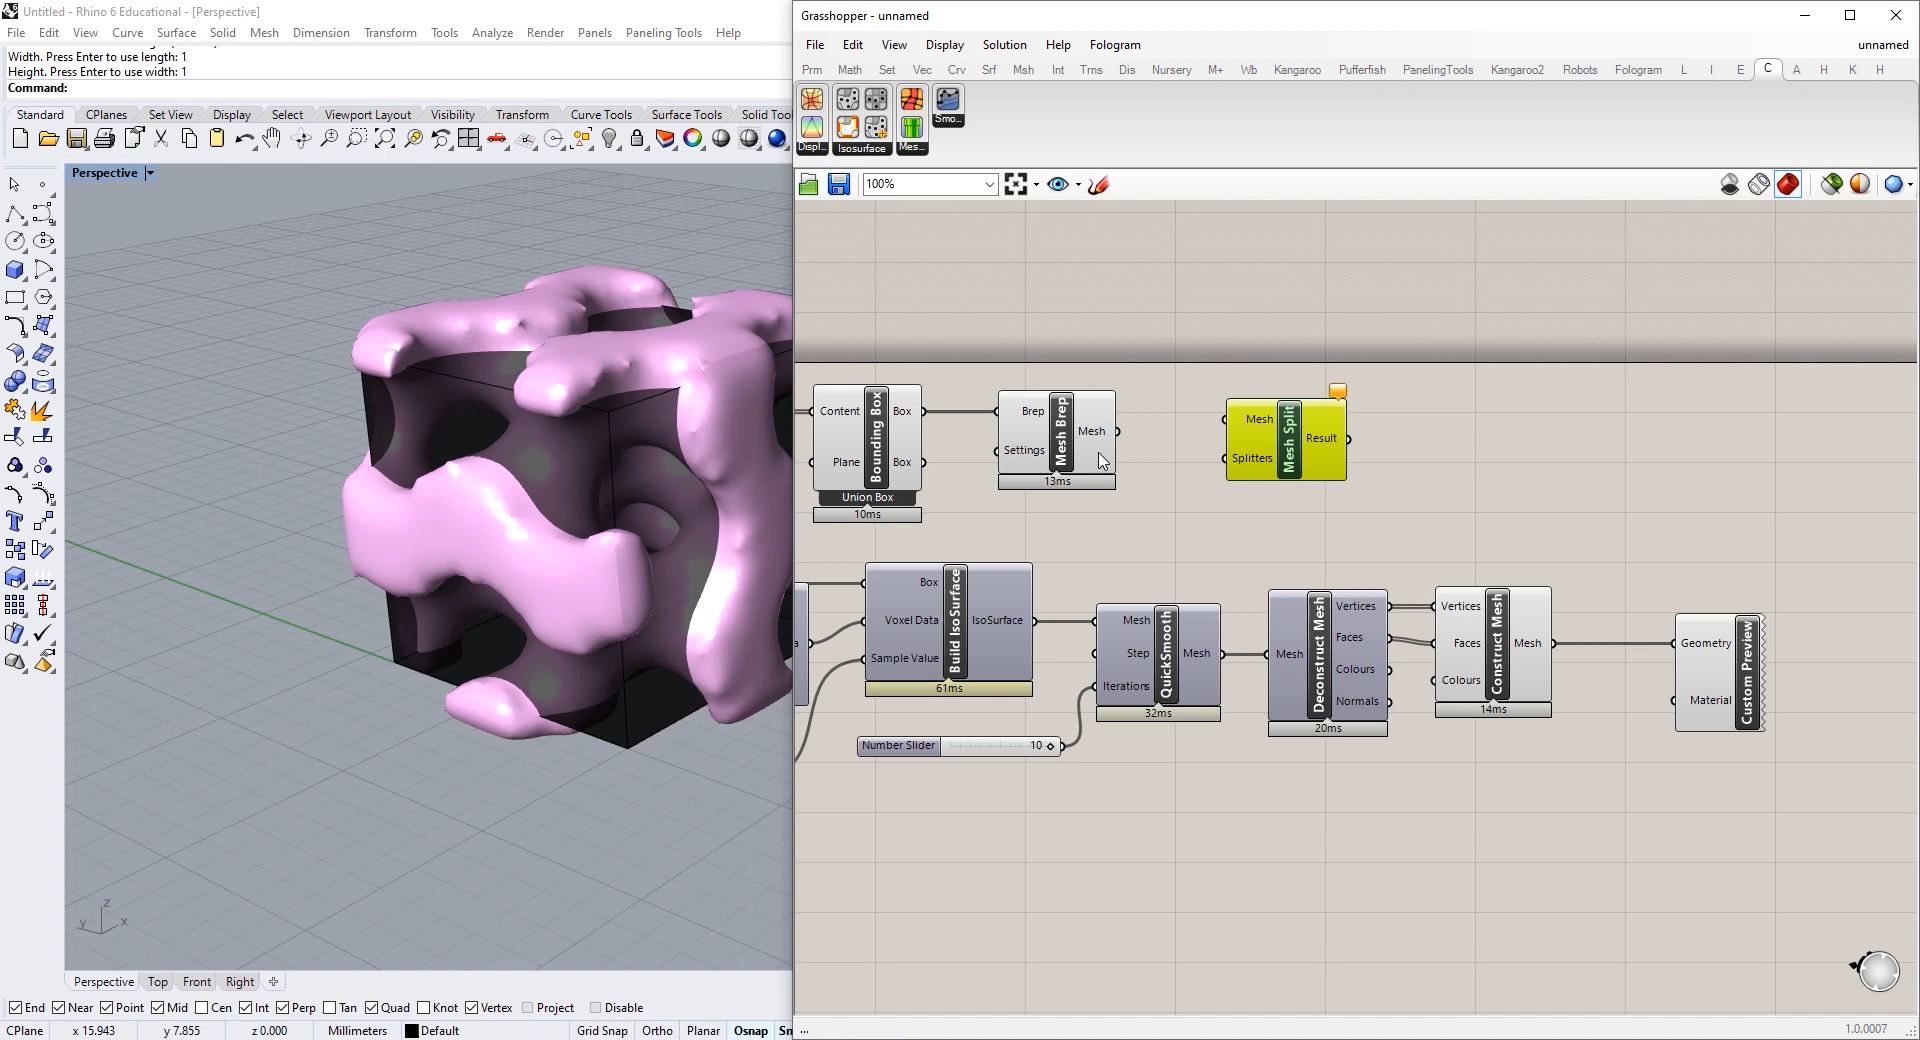 Untitled - Rhino 6 Educational - [Perspective]
File Edit View Curve Surface Solid Mesh Dimension Transform Tools Analyze Render Panels Paneling Tools Help
Width. Press Enter to use length: 1
Height. Press Enter to use width: 1
Command:
Standard CPlanes Set View Display Select Viewport Layout Visibility Transform Curve Tools Surface Tools Solid Too
Perspective
z
y x
Perspective Top Front Right
End Near Point Mid Cen Int Perp Tan Quad Knot Vertex Project Disable
CPlane x 15.943 y 7.855 z 0.000 Millimeters Default Grid Snap Ortho Planar Osnap Sm
Grasshopper - unnamed
File Edit View Display Solution Help Fologram unnamed
Prm Math Set Vec Crv Srf Msh Int Trns Dis Nursery M+ Wb Kangaroo Pufferfish PanelingTools Kangaroo2 Robots Fologram L I E C A H K H
Displ... Isosurface Mes... Smo...
100%
Content Plane Bounding Box Box Box
Union Box
10ms
Brep Settings Mesh Brep Mesh
13ms
Mesh Splitters Mesh Split Result
a
Box Voxel Data Sample Value Build IsoSurface IsoSurface
61ms
Mesh Step Iterations QuickSmooth Mesh
32ms
Number Slider 10
Mesh Deconstruct Mesh Vertices Faces Colours Normals
20ms
Vertices Faces Colours Construct Mesh Mesh
14ms
Geometry Material Custom Preview
... 1.0.0007